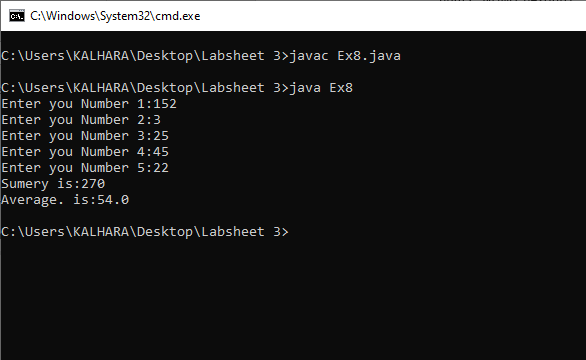 C:\Windows\System32\cmd.exe
C:\Users\KALHARA\Desktop\Labsheet 3>javac Ex8.java
C:\Users\KALHARA\Desktop\Labsheet 3>java Ex8
Enter you Number 1:152
Enter you Number 2:3
Enter you Number 3:25
Enter you Number 4:45
Enter you Number 5:22
Sumery is:270
Average. is:54.0
C:\Users\KALHARA\Desktop\Labsheet 3>